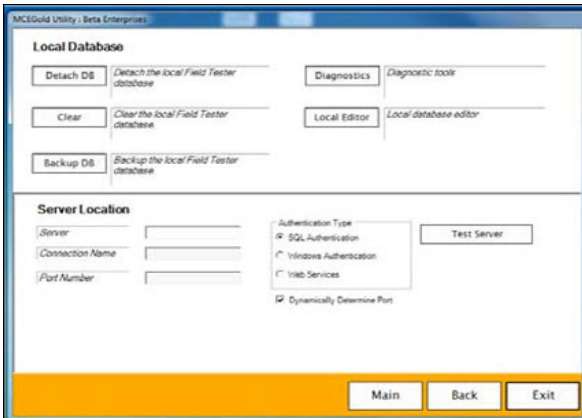 MCEGold Utility : Beta Enterprises
Local Database
Detach DB
Detach the local Field Tester
database
Diagnostics
Diagnostic tools
Clear
Clear the local Field Tester
database.
Local Editor
Local database editor
Backup DB
Backup the local Field Tester
database
Server Location
Server
Connection Name
Port Number
Authentication Type
SQL Authentication
Windows Authentication
Web Services
Dynamically Determine Port
Test Server
Main
Back
Exit